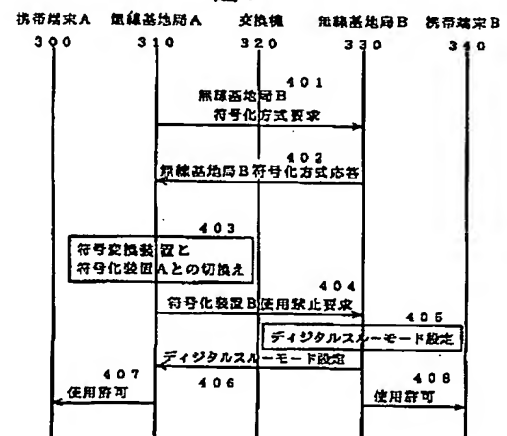 携帯端末A 無線基地局A 交換機 無線基地局B 携帯端末B
300 310 320 330 340
401
無線基地局B
符号化方式要求
402
無線基地局B符号化方式応答
403
符号変換装置と
符号化装置Aとの切換え
404
符号化装置B使用禁止要求
405
ディジタルスルーモード設定
ディジタルスルーモード設定
407
406
408
使用許可
使用許可